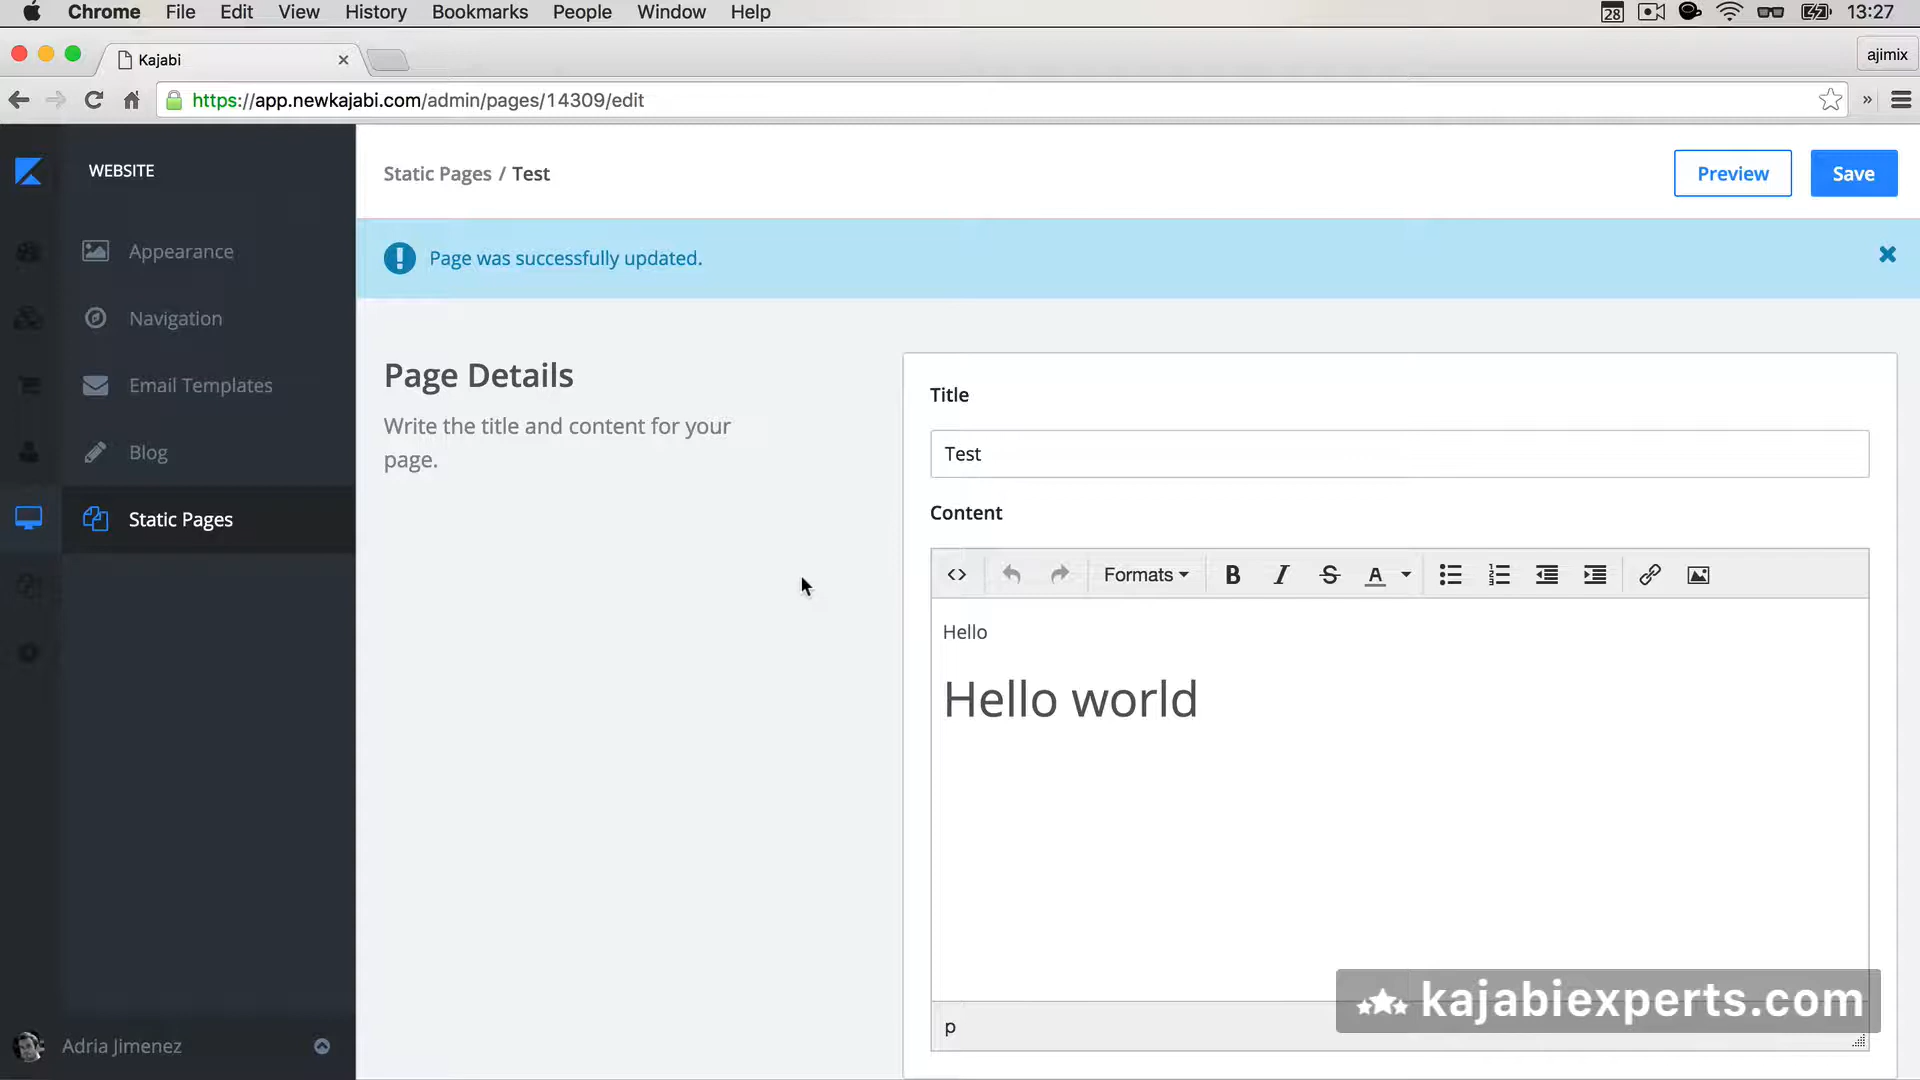 Chrome File Edit View History Bookmarks People Window Help 28 13:27
Kajabi ajimix
https://app.newkajabi.com/admin/pages/14309/edit
WEBSITE
Static Pages / Test
Preview
Save
Appearance
Page was successfully updated.
Navigation
Page Details
Write the title and content for your
page.
Email Templates
Blog
Static Pages
Title
Test
Content
Formats B I S A
Hello
Hello world
kajabiexperts.com
p
Adria Jimenez